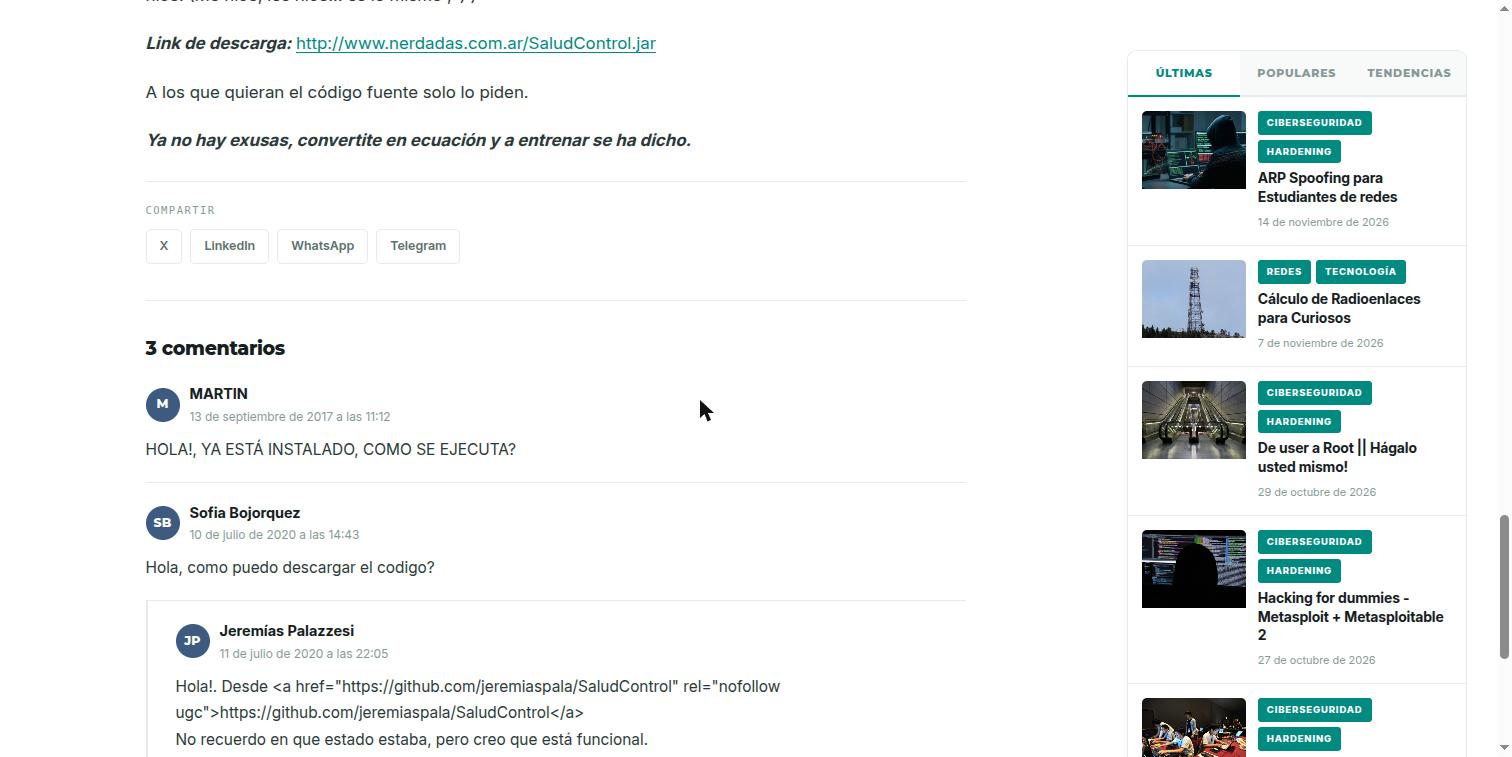 Link de descarga: http://www.nerdadas.com.ar/SaludControl.jar
A los que quieran el código fuente solo lo piden.
Ya no hay exusas, convertite en ecuación y a entrenar se ha dicho.
COMPARTIR
X
LinkedIn
WhatsApp
Telegram
3 comentarios
M
MARTIN
13 de septiembre de 2017 a las 11:12
HOLA!, YA ESTÁ INSTALADO, COMO SE EJECUTA?
SB
Sofia Bojorquez
10 de julio de 2020 a las 14:43
Hola, como puedo descargar el codigo?
JP
Jeremías Palazzesi
11 de julio de 2020 a las 22:05
Hola!. Desde <a href="https://github.com/jeremiaspala/SaludControl" rel="nofollow
ugc">https://github.com/jeremiaspala/SaludControl</a>
No recuerdo en que estado estaba, pero creo que está funcional.
ÚLTIMAS
POPULARES
TENDENCIAS
CIBERSEGURIDAD
HARDENING
ARP Spoofing para
Estudiantes de redes
14 de noviembre de 2026
REDES
TECNOLOGÍA
Cálculo de Radioenlaces
para Curiosos
7 de noviembre de 2026
CIBERSEGURIDAD
HARDENING
De user a Root || Hágalo
usted mismo!
29 de octubre de 2026
CIBERSEGURIDAD
HARDENING
Hacking for dummies -
Metasploit + Metasploitable
2
27 de octubre de 2026
CIBERSEGURIDAD
HARDENING